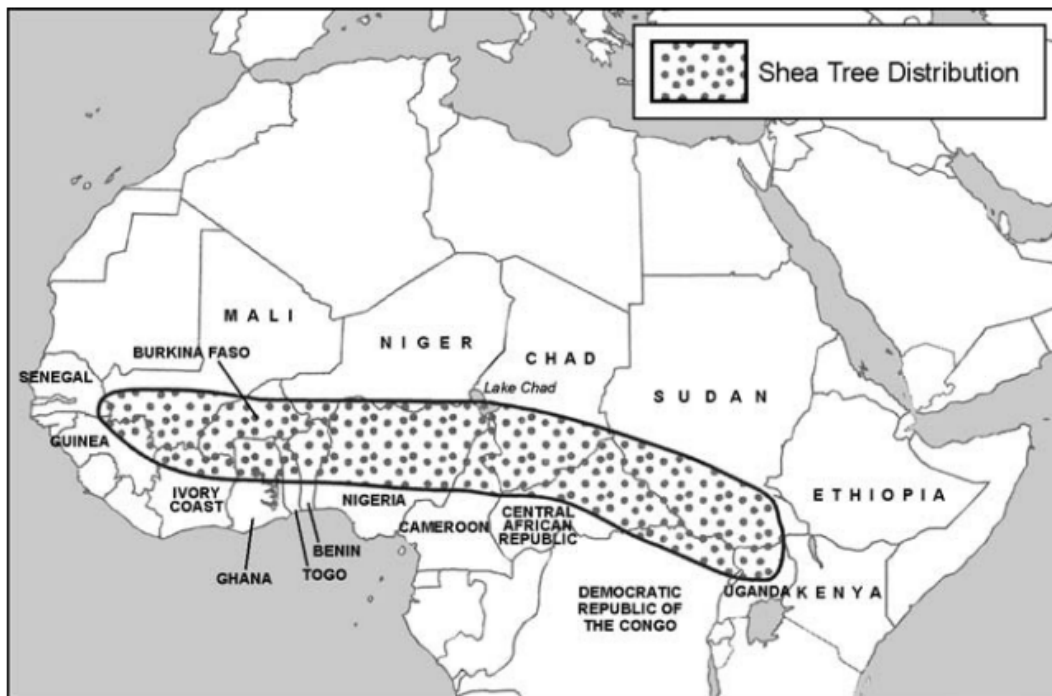 Shea Tree Distribution
MALI
BURKINA FASO
NIGER
CHAD
Lake Chad
SENEGAL
SUDAN
GUINEA
IVORY
COAST
NIGERIA
ETHIOPIA
CAMEROON
CENTRAL
AFRICAN
REPUBLIC
BENIN
GHANA
TOGO
UGANDA
KENYA
DEMOCRATIC
REPUBLIC OF
THE CONGO